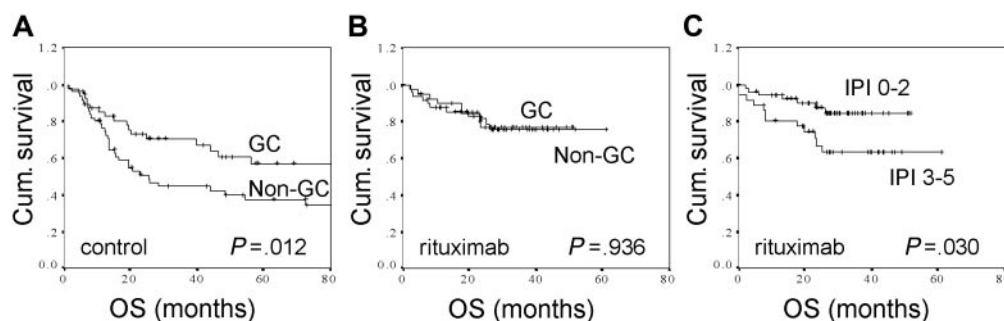 A
1.2
.0
.8
.6
.4
.2
0.0
Cum. survival
GC
Non-GC
control
P=.012
0 20 40 60 80
OS (months)
B
1.2
.0
.8
.6
.4
.2
0.0
Cum. survival
GC
Non-GC
rituximab
P=.936
0 20 40 60 80
OS (months)
C
1.2
.0
.8
.6
.4
.2
0.0
Cum. survival
IPI 0-2
IPI 3-5
rituximab
P=.030
0 20 40 60 80
OS (months)